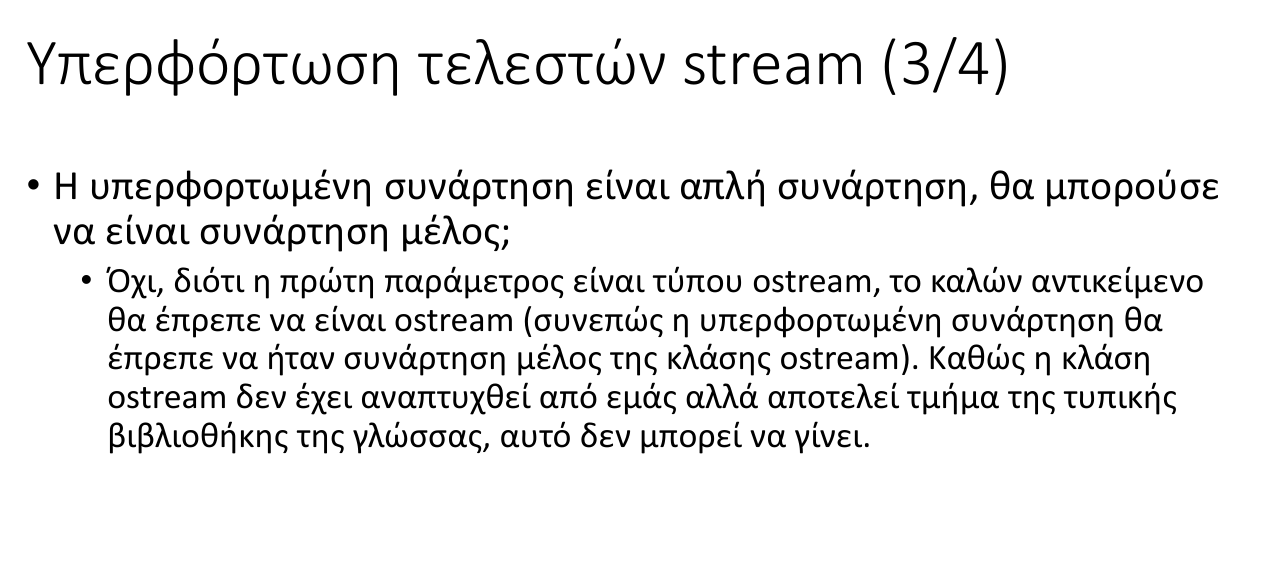 Υπερφόρτωση τελεστών stream (3/4)
• Η υπερφορτωμένη συνάρτηση είναι απλή συνάρτηση, θα μπορούσε
να είναι συνάρτηση μέλος;
• Όχι, διότι η πρώτη παράμετρος είναι τύπου ostream, το καλών αντικείμενο
θα έπρεπε να είναι ostream (συνεπώς η υπερφορτωμένη συνάρτηση θα
έπρεπε να ήταν συνάρτηση μέλος της κλάσης ostream). Καθώς η κλάση
ostream δεν έχει αναπτυχθεί από εμάς αλλά αποτελεί τμήμα της τυπικής
βιβλιοθήκης της γλώσσας, αυτό δεν μπορεί να γίνει.